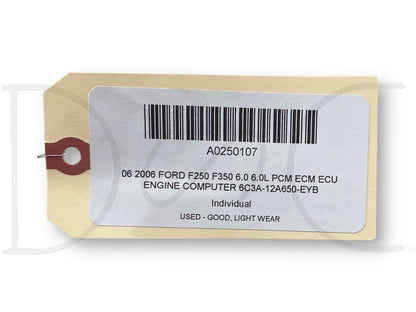 A0250107
06 2006 FORD F250 F350 6.0 6.0L PCM ECM ECU
ENGINE COMPUTER 6C3A-12A650-EYB
Individual
USED - GOOD, LIGHT WEAR